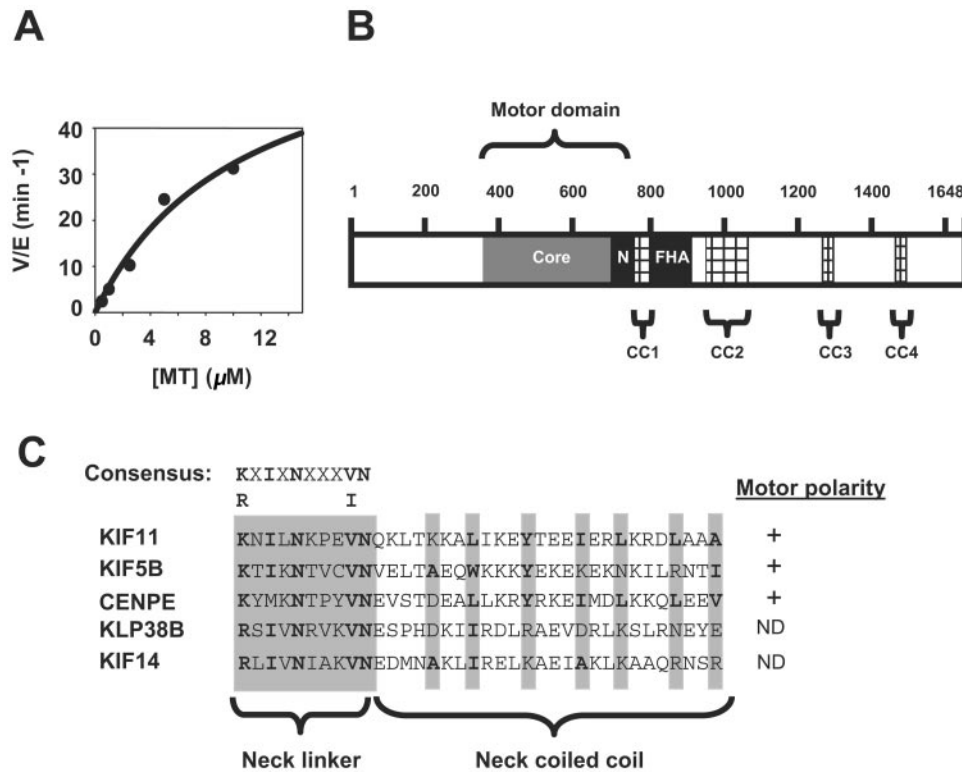 A
V/E (min -1)
40
30
20
10
0
0 4 8 12
[MT] (µM)
B
Motor domain
1 200 400 600 800 1000 1200 1400 1648
Core N FHA
CC1 CC2 CC3 CC4
C
Consensus: KXIXNXXXVN
R I
Motor polarity
KIF11 KNILNKPEVNQKLTKKALIKEYTEEIERLKRDLAAA +
KIF5B KTIKNTVCVNVELTAEQWKKKYEKEKEKNKILRNTI +
CENPE KYMKNTPYVNEVSTDEALLKRYRKEIMDLKKQLEEV +
KLP38B RSIVNRVKVNESPHDKIIRDLRAEVDRLKSLRNEYE ND
KIF14 RLIVNIAKVNEDMNAKLIRELKAEIAKLKAAQRNSR ND
Neck linker Neck coiled coil